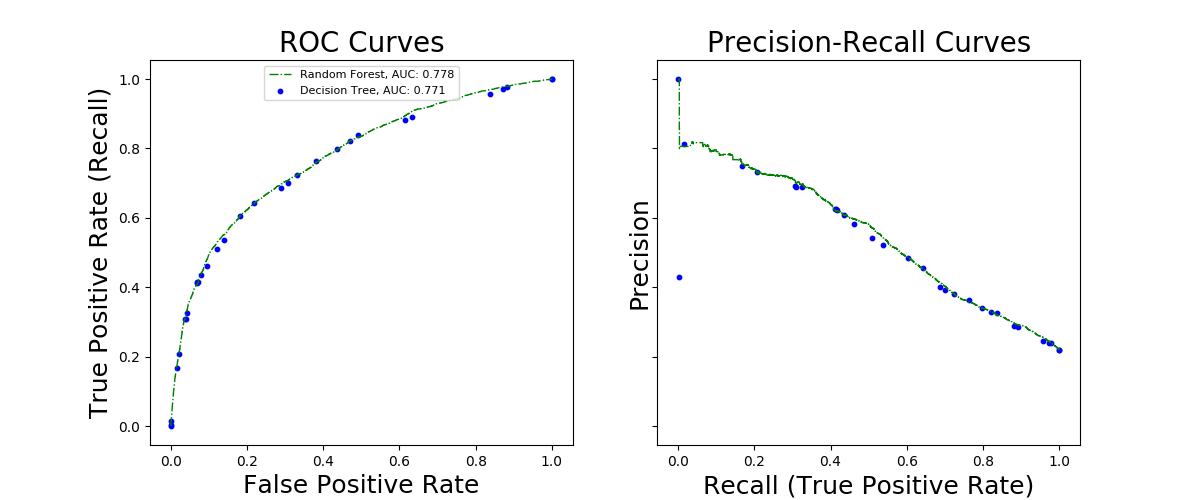 ROC Curves
Random Forest, AUC: 0.778
Decision Tree, AUC: 0.771
True Positive Rate (Recall)
1.0
0.8
0.6
0.4
0.2
0.0
0.0 0.2 0.4 0.6 0.8 1.0
False Positive Rate
Precision-Recall Curves
Precision
0.0 0.2 0.4 0.6 0.8 1.0
Recall (True Positive Rate)